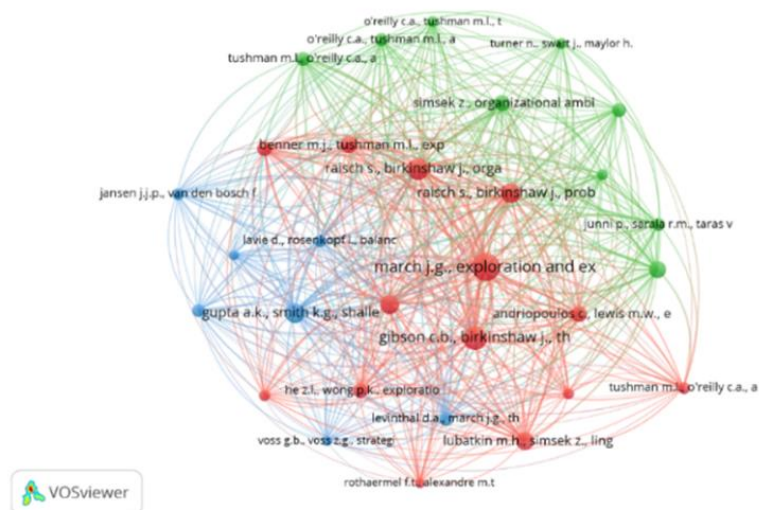 o'reilly c.a., tushman m.l., t
o'reilly c.a., tushman m.l., a
turner n., swart j., maylor h.
tushman m.l., o'reilly c.a., a
simsek z., organizational ambi
benner m.j., tushman m.l., exp
raisch s., birkinshaw j., orga
raisch s., birkinshaw j., prob
jansen j.j.p., van den bosch f
junni p., sarala r.m., taras v
lavie d., rosenkopf l., balanc
march j.g., exploration and ex
gupta a.k., smith k.g., shalle
andriopoulos c., lewis m.w., e
gibson c.b., birkinshaw j., th
he z.l., wong p.k., exploratio
tushman m.l., o'reilly c.a., a
levinthal d.a., march j.g., th
voss g.b., voss z.g., strateg
lubatkin m.h., simsek z., ling
rothaermel f.t., alexandre m.t
VOSviewer